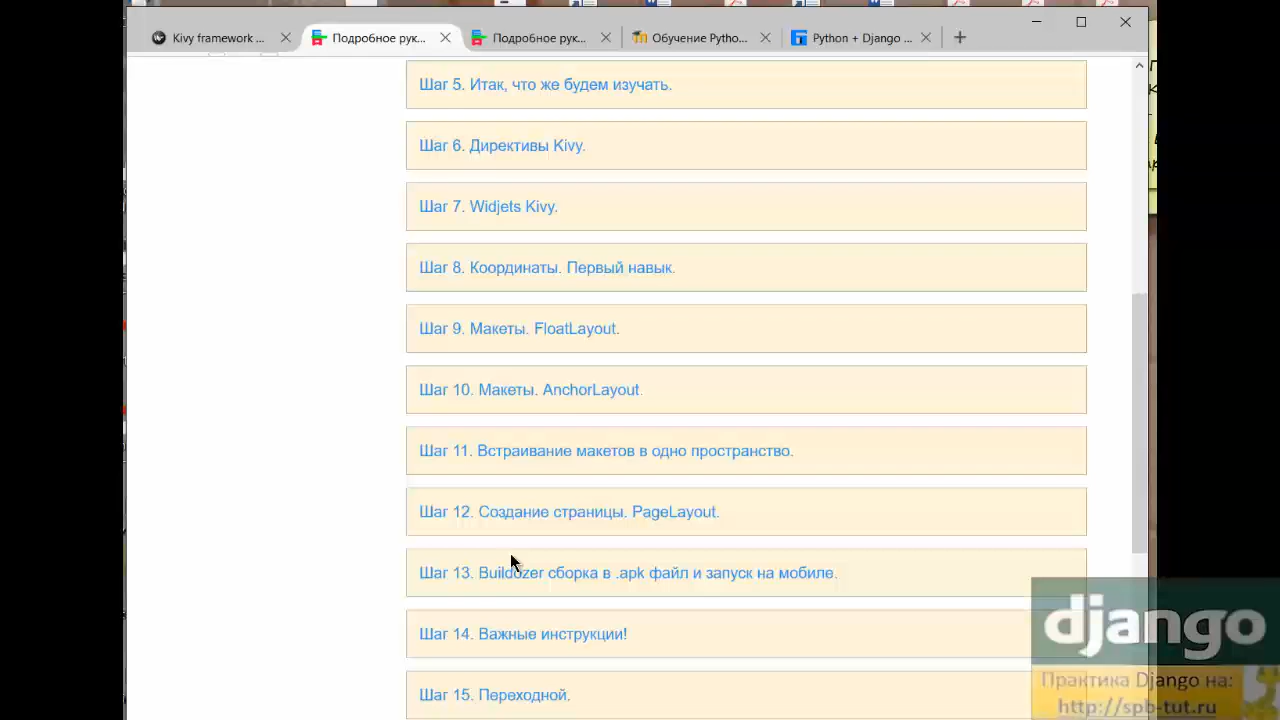 Kivy framework ...
Подробное рук...
Подробное рук...
Обучение Pytho...
Python + Django ...
Шаг 5. Итак, что же будем изучать.
Шаг 6. Директивы Kivy.
Шаг 7. Widjets Kivy.
Шаг 8. Координаты. Первый навык.
Шаг 9. Макеты. FloatLayout.
Шаг 10. Макеты. AnchorLayout.
Шаг 11. Встраивание макетов в одно пространство.
Шаг 12. Создание страницы. PageLayout.
Шаг 13. Buildozer сборка в .apk файл и запуск на мобиле.
Шаг 14. Важные инструкции!
Шаг 15. Переходной.
django
Практика Django на:
http://spb-tut.ru